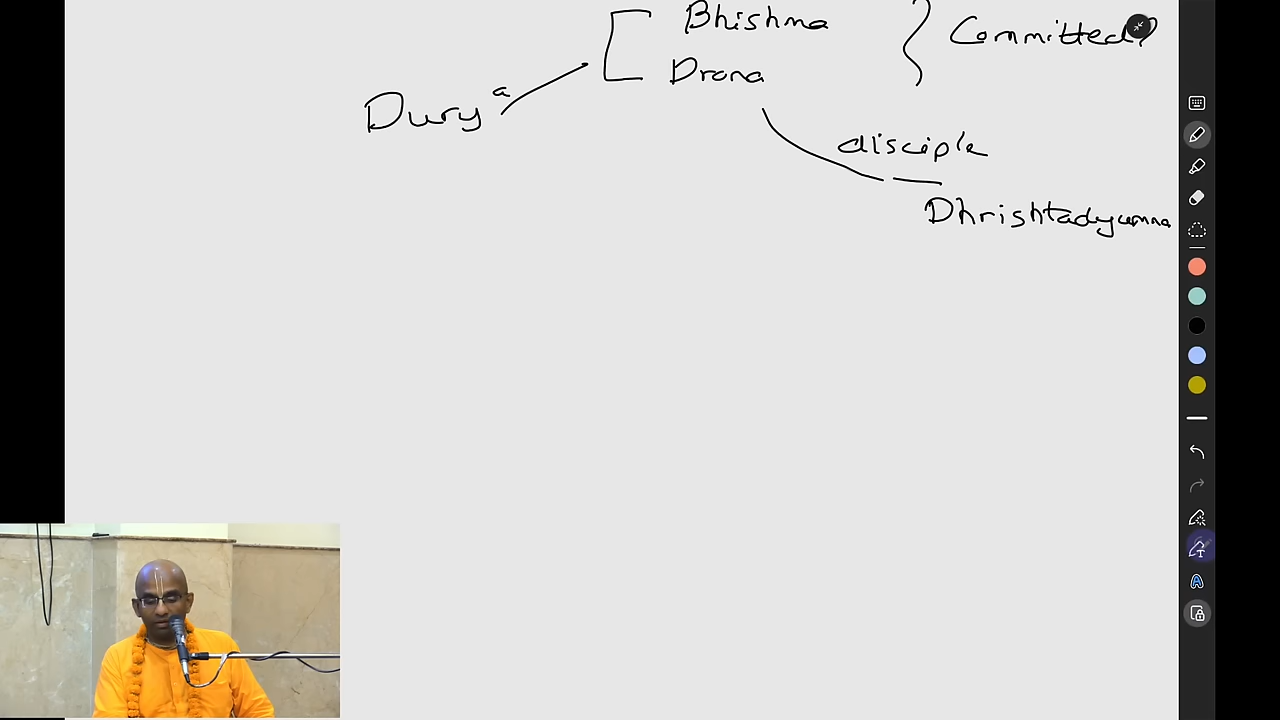 Bhishma
Committed?
Drona
Dury a
disciple
Dhrishtadyumna